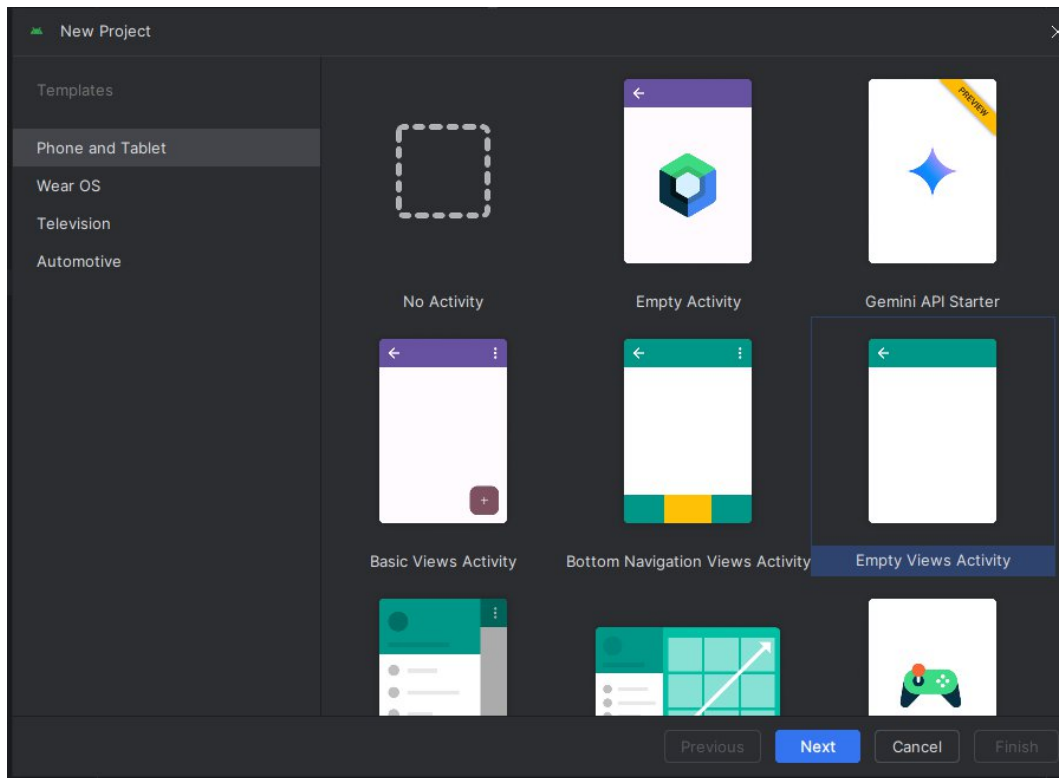 New Project
Templates
Phone and Tablet
Wear OS
Television
Automotive
PREVIEW
No Activity
Empty Activity
Gemini API Starter
Basic Views Activity
Bottom Navigation Views Activity
Empty Views Activity
Previous
Next
Cancel
Finish